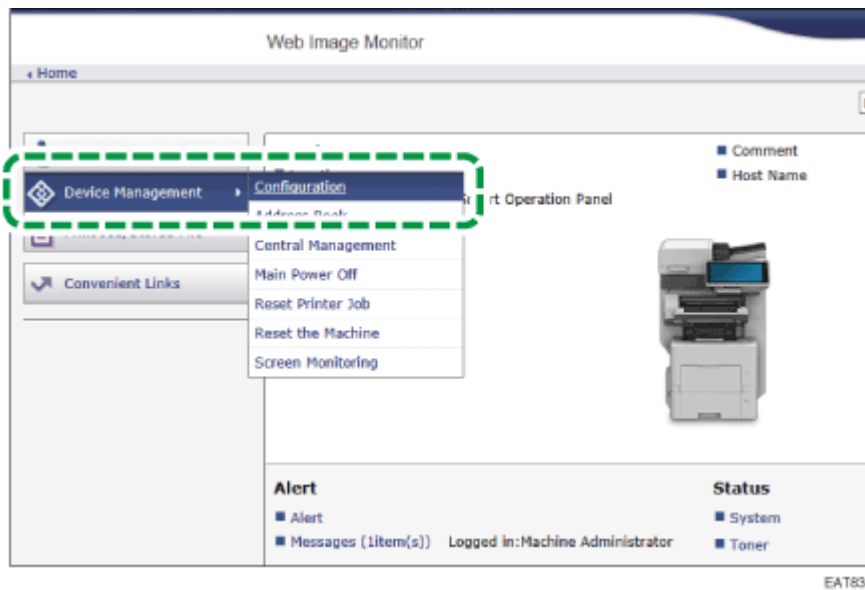 Web Image Monitor
Home
Comment
Host Name
Device Management
Configuration
rt Operation Panel
Address Book
Central Management
Main Power Off
Convenient Links
Reset Printer Job
Reset the Machine
Screen Monitoring
Alert
Status
Alert
System
Messages (1item(s)) Logged in:Machine Administrator
Toner
EAT83